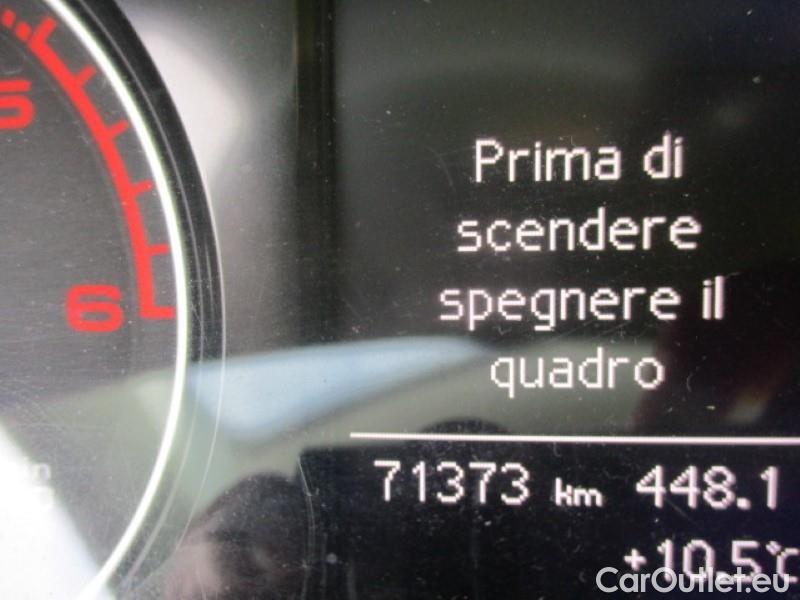 5
6
Prima di
scendere
spegnere il
quadro
71373 km 448.1
+10.5°C
CarOutlet.eu